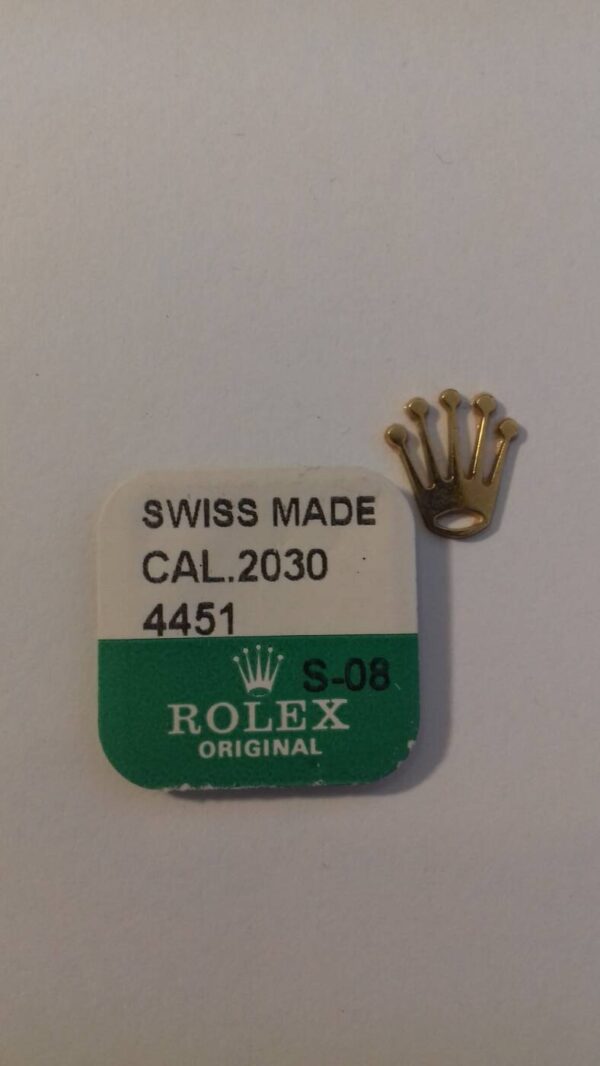 SWISS MADE
CAL.2030
4451
S-08
ROLEX
ORIGINAL